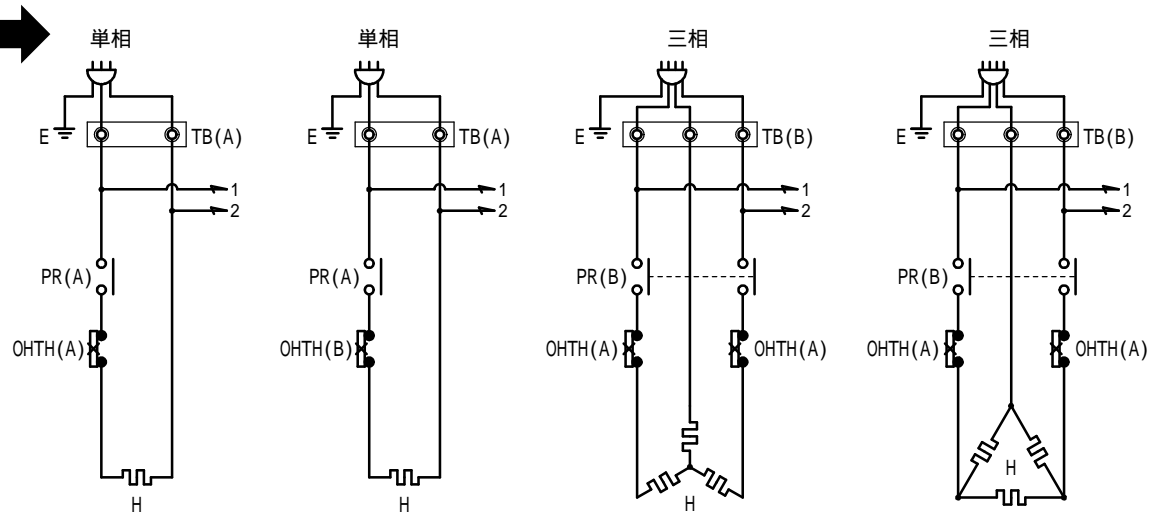 単相
E
TB(A)
1
2
PR(A)
OHTH(A)
H
単相
E
TB(A)
1
2
PR(A)
OHTH(B)
H
三相
E
TB(B)
1
2
PR(B)
OHTH(A)
OHTH(A)
H
三相
E
TB(B)
1
2
PR(B)
OHTH(A)
OHTH(A)
H